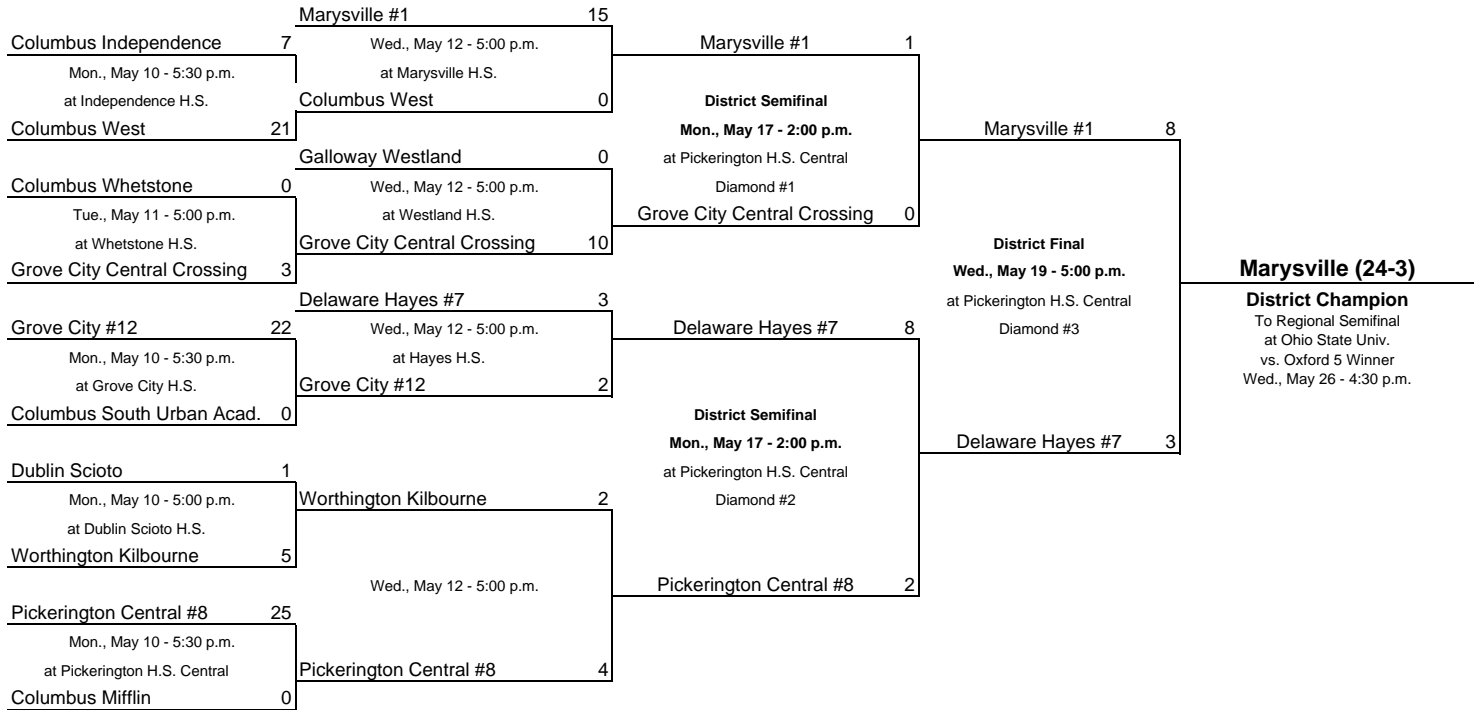 Marysville #1 15
Columbus Independence 7
Wed., May 12 - 5:00 p.m.
Marysville #1 1
Mon., May 10 - 5:30 p.m.
at Marysville H.S.
at Independence H.S.
Columbus West 0
District Semifinal
Columbus West 21
Mon., May 17 - 2:00 p.m.
Marysville #1 8
Galloway Westland 0
at Pickerington H.S. Central
Columbus Whetstone 0
Wed., May 12 - 5:00 p.m.
Diamond #1
Tue., May 11 - 5:00 p.m.
at Westland H.S.
Grove City Central Crossing 0
at Whetstone H.S.
Grove City Central Crossing 10
District Final
Grove City Central Crossing 3
Wed., May 19 - 5:00 p.m.
Marysville (24-3)
Delaware Hayes #7 3
at Pickerington H.S. Central
District Champion
Grove City #12 22
Wed., May 12 - 5:00 p.m.
Delaware Hayes #7 8
Diamond #3
To Regional Semifinal
at Ohio State Univ.
Mon., May 10 - 5:30 p.m.
at Hayes H.S.
vs. Oxford 5 Winner
Wed., May 26 - 4:30 p.m.
at Grove City H.S.
Grove City #12 2
Columbus South Urban Acad. 0
District Semifinal
Mon., May 17 - 2:00 p.m.
Delaware Hayes #7 3
Dublin Scioto 1
at Pickerington H.S. Central
Mon., May 10 - 5:00 p.m.
Worthington Kilbourne 2
Diamond #2
at Dublin Scioto H.S.
Worthington Kilbourne 5
Wed., May 12 - 5:00 p.m.
Pickerington Central #8 2
Pickerington Central #8 25
Mon., May 10 - 5:30 p.m.
at Pickerington H.S. Central
Pickerington Central #8 4
Columbus Mifflin 0